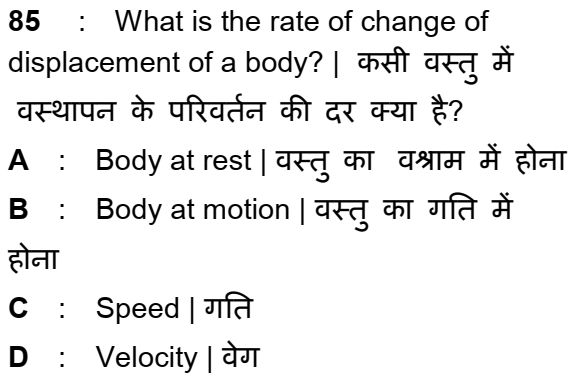 85 : What is the rate of change of
displacement of a body? | कसी वस्तु में
वस्थापन के परिवर्तन की दर क्या है?
A : Body at rest | वस्तु का वश्राम में होना
B : Body at motion | वस्तु का गति में
होना
C : Speed | गति
D : Velocity | वेग